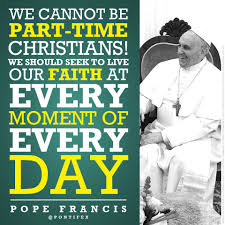 WE CANNOT BE
PART-TIME
CHRISTIANS!
WE SHOULD SEEK TO LIVE
OUR FAITH AT
EVERY
MOMENT OF
EVERY
DAY
POPE FRANCIS
@PONTIFEX